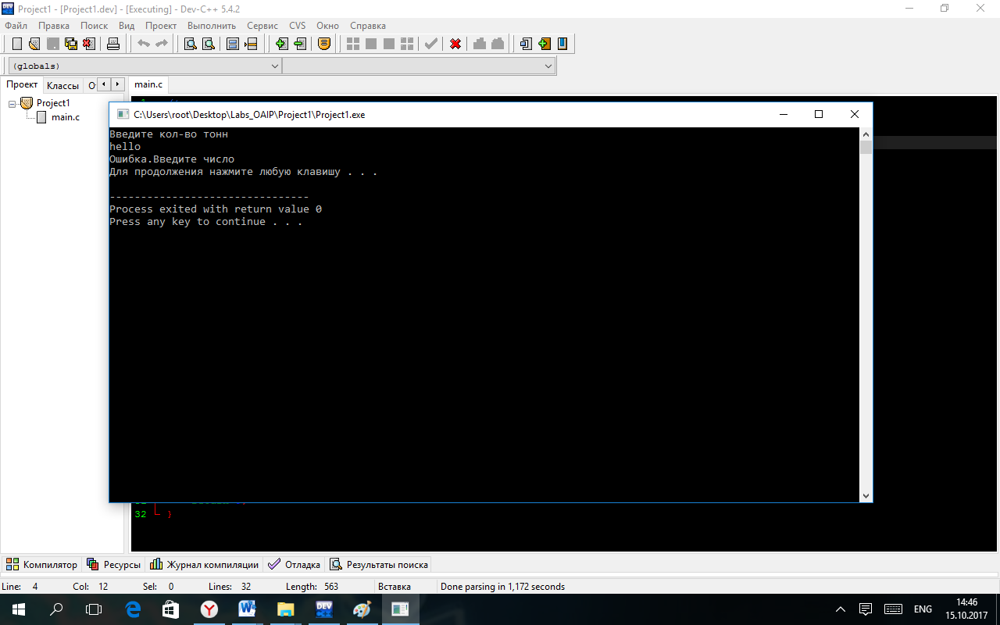 Project1 - [Project1.dev] - [Executing] - Dev-C++ 5.4.2
Файл Правка Поиск Вид Проект Выполнить Сервис CVS Окно Справка
(globals)
Проект Классы О
main.c
Project1
main.c
C:\Users\root\Desktop\Labs_OAIP\Project1\Project1.exe
Введите кол-во тонн
hello
Ошибка.Введите число
Для продолжения нажмите любую клавишу . . .
--------------------------------
Process exited with return value 0
Press any key to continue . . .
32 }
Компилятор Ресурсы Журнал компиляции Отладка Результаты поиска
Line: 4 Col: 12 Sel: 0 Lines: 32 Length: 563 Вставка Done parsing in 1,172 seconds
ENG
14:46
15.10.2017